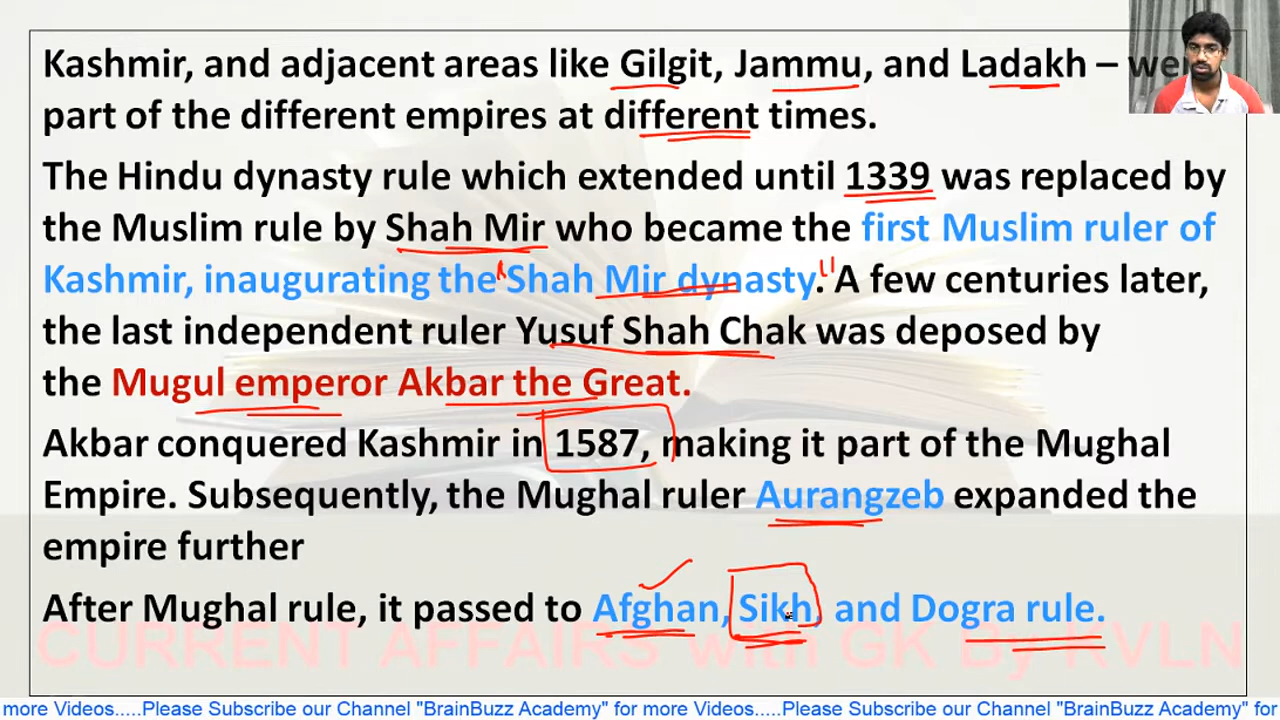 Kashmir, and adjacent areas like Gilgit, Jammu, and Ladakh – were
part of the different empires at different times.
The Hindu dynasty rule which extended until 1339 was replaced by
the Muslim rule by Shah Mir who became the first Muslim ruler of
Kashmir, inaugurating the Shah Mir dynasty. A few centuries later,
the last independent ruler Yusuf Shah Chak was deposed by
the Mugul emperor Akbar the Great.
Akbar conquered Kashmir in 1587, making it part of the Mughal
Empire. Subsequently, the Mughal ruler Aurangzeb expanded the
empire further
After Mughal rule, it passed to Afghan, Sikh, and Dogra rule.
CURRENT AFFAIRS with GK By RVLN
more Videos.....Please Subscribe our Channel "BrainBuzz Academy" for more Videos.....Please Subscribe our Channel "BrainBuzz Academy" for